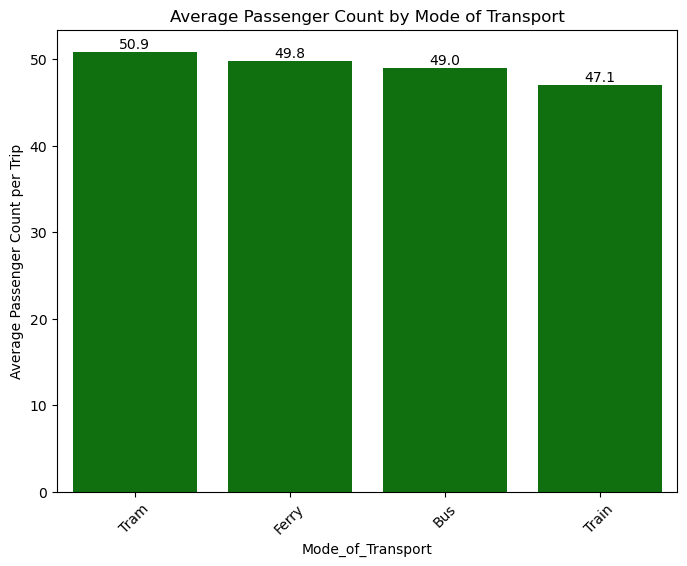 Average Passenger Count by Mode of Transport
50.9
49.8
49.0
47.1
Average Passenger Count per Trip
50
40
30
20
10
0
Tram
Ferry
Bus
Train
Mode_of_Transport